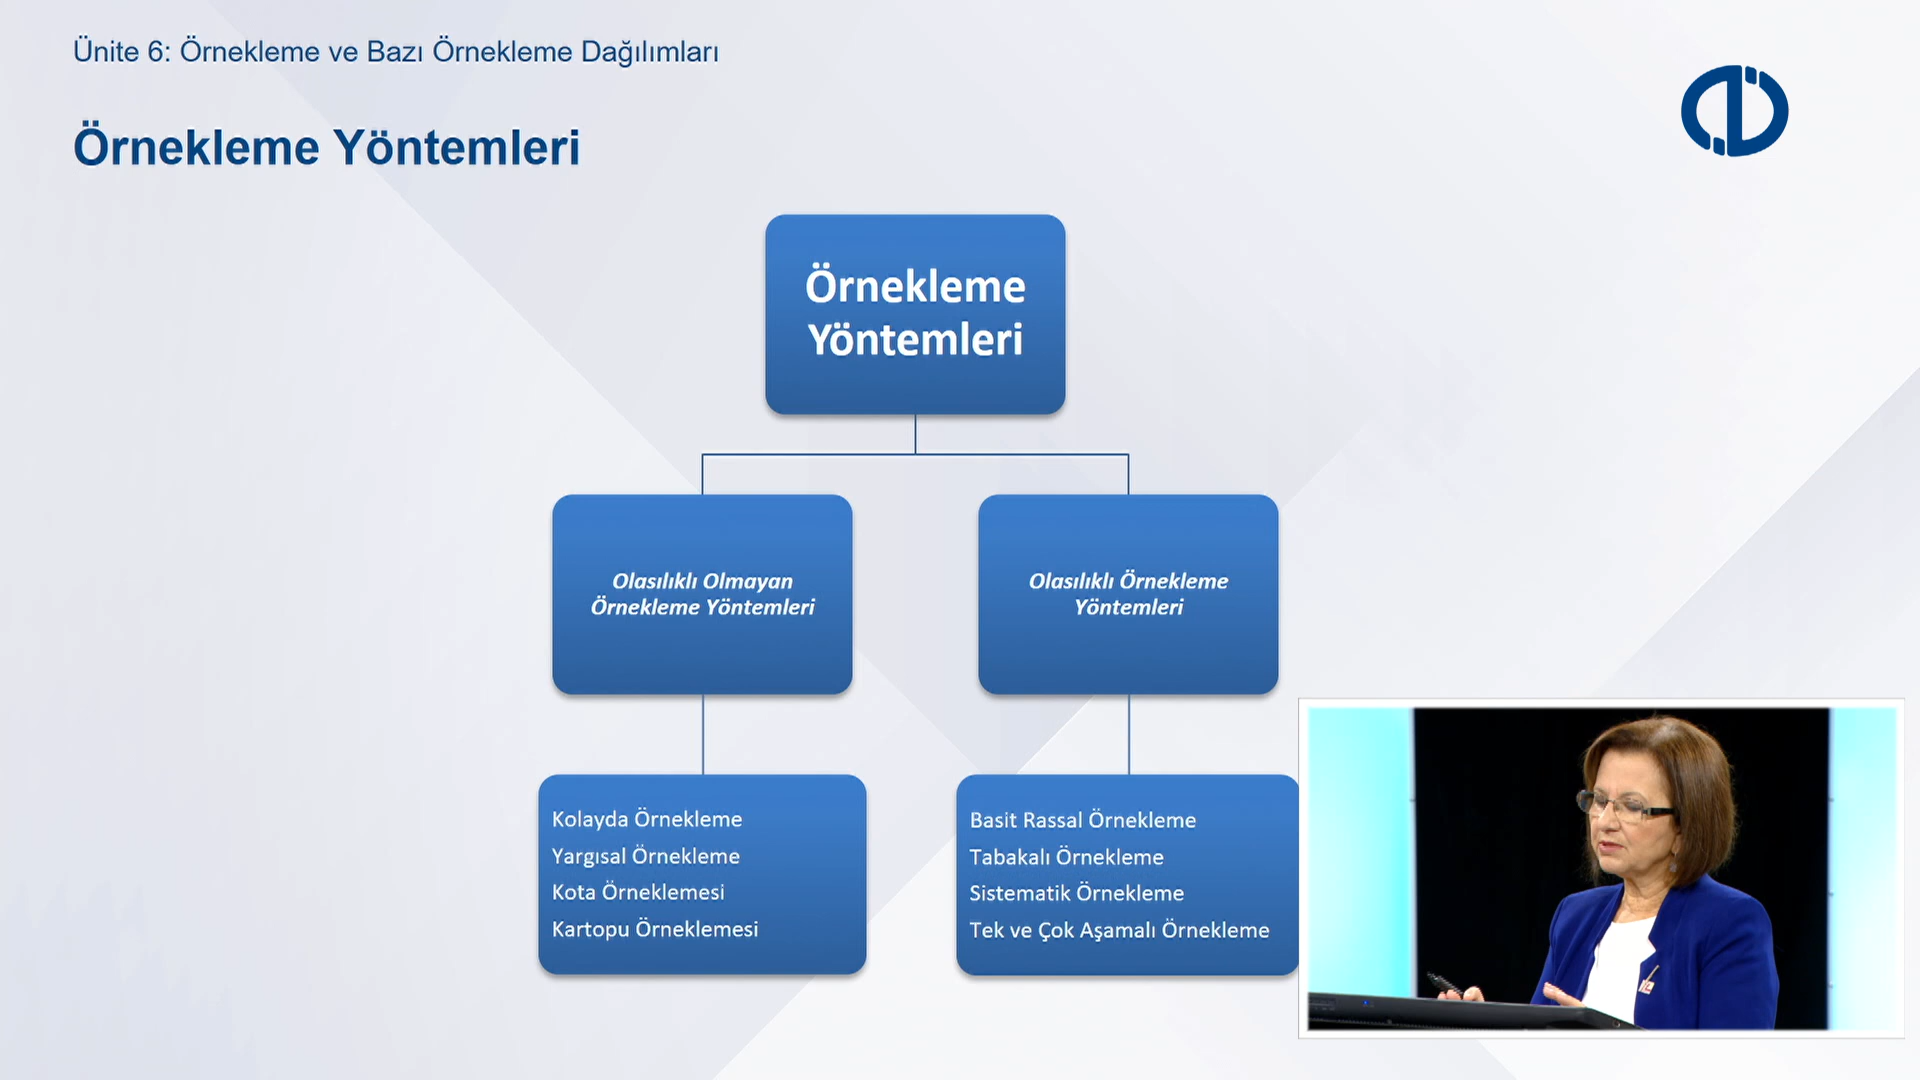 Ünite 6: Örnekleme ve Bazı Örnekleme Dağılımları
Örnekleme Yöntemleri
Örnekleme
Yöntemleri
Olasılıklı Olmayan
Örnekleme Yöntemleri
Olasılıklı Örnekleme
Yöntemleri
Kolayda Örnekleme
Yargısal Örnekleme
Kota Örneklemesi
Kartopu Örneklemesi
Basit Rassal Örnekleme
Tabakalı Örnekleme
Sistematik Örnekleme
Tek ve Çok Aşamalı Örnekleme